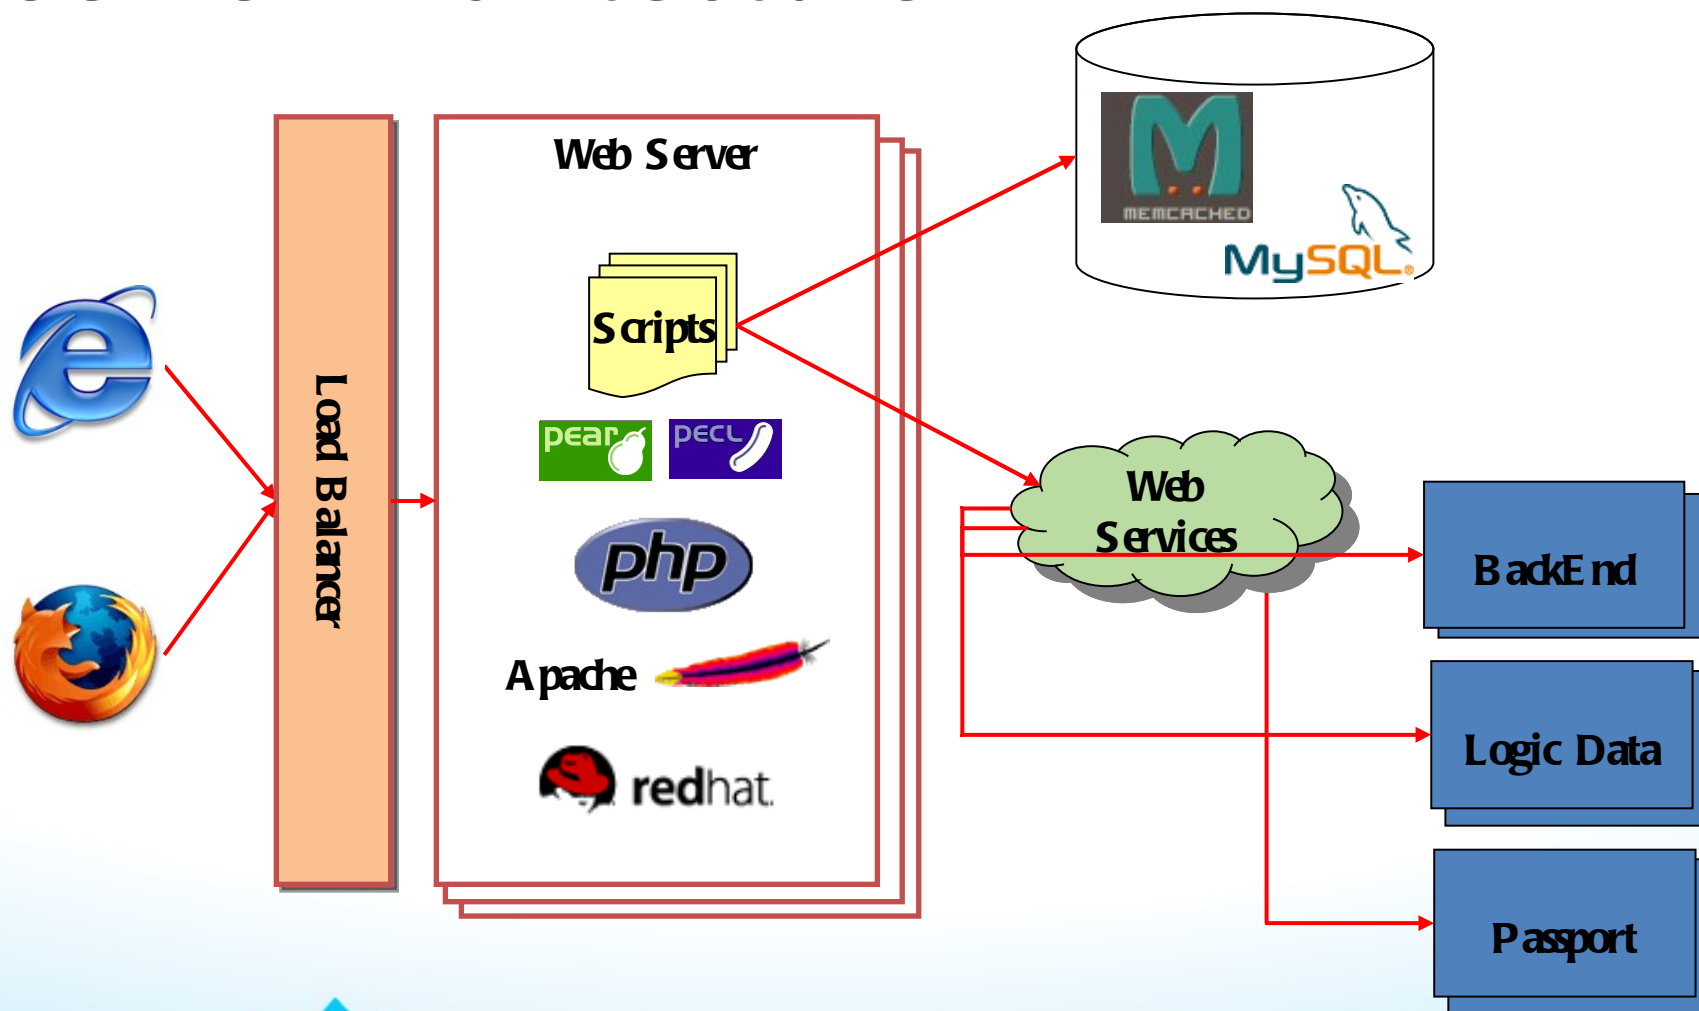 Web Server
MEMCACHED
MySQL®
Scripts
Load Balancer
pear
PECL
php
Apache
redhat.
Web
Services
BackEnd
Logic Data
Passport